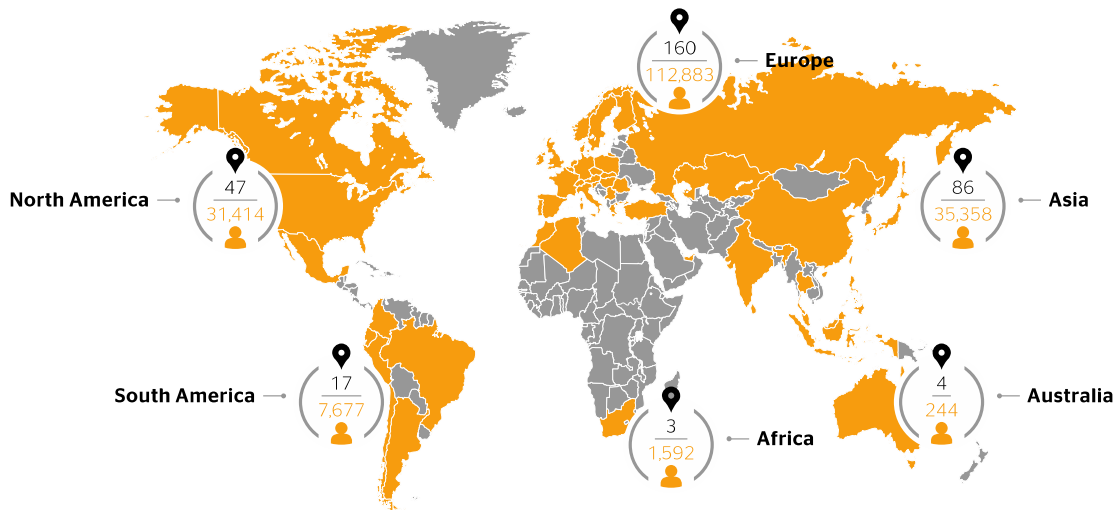 160
112,883
Europe
47
31,414
North America
86
35,358
Asia
17
7,677
South America
4
244
Australia
3
1,592
Africa